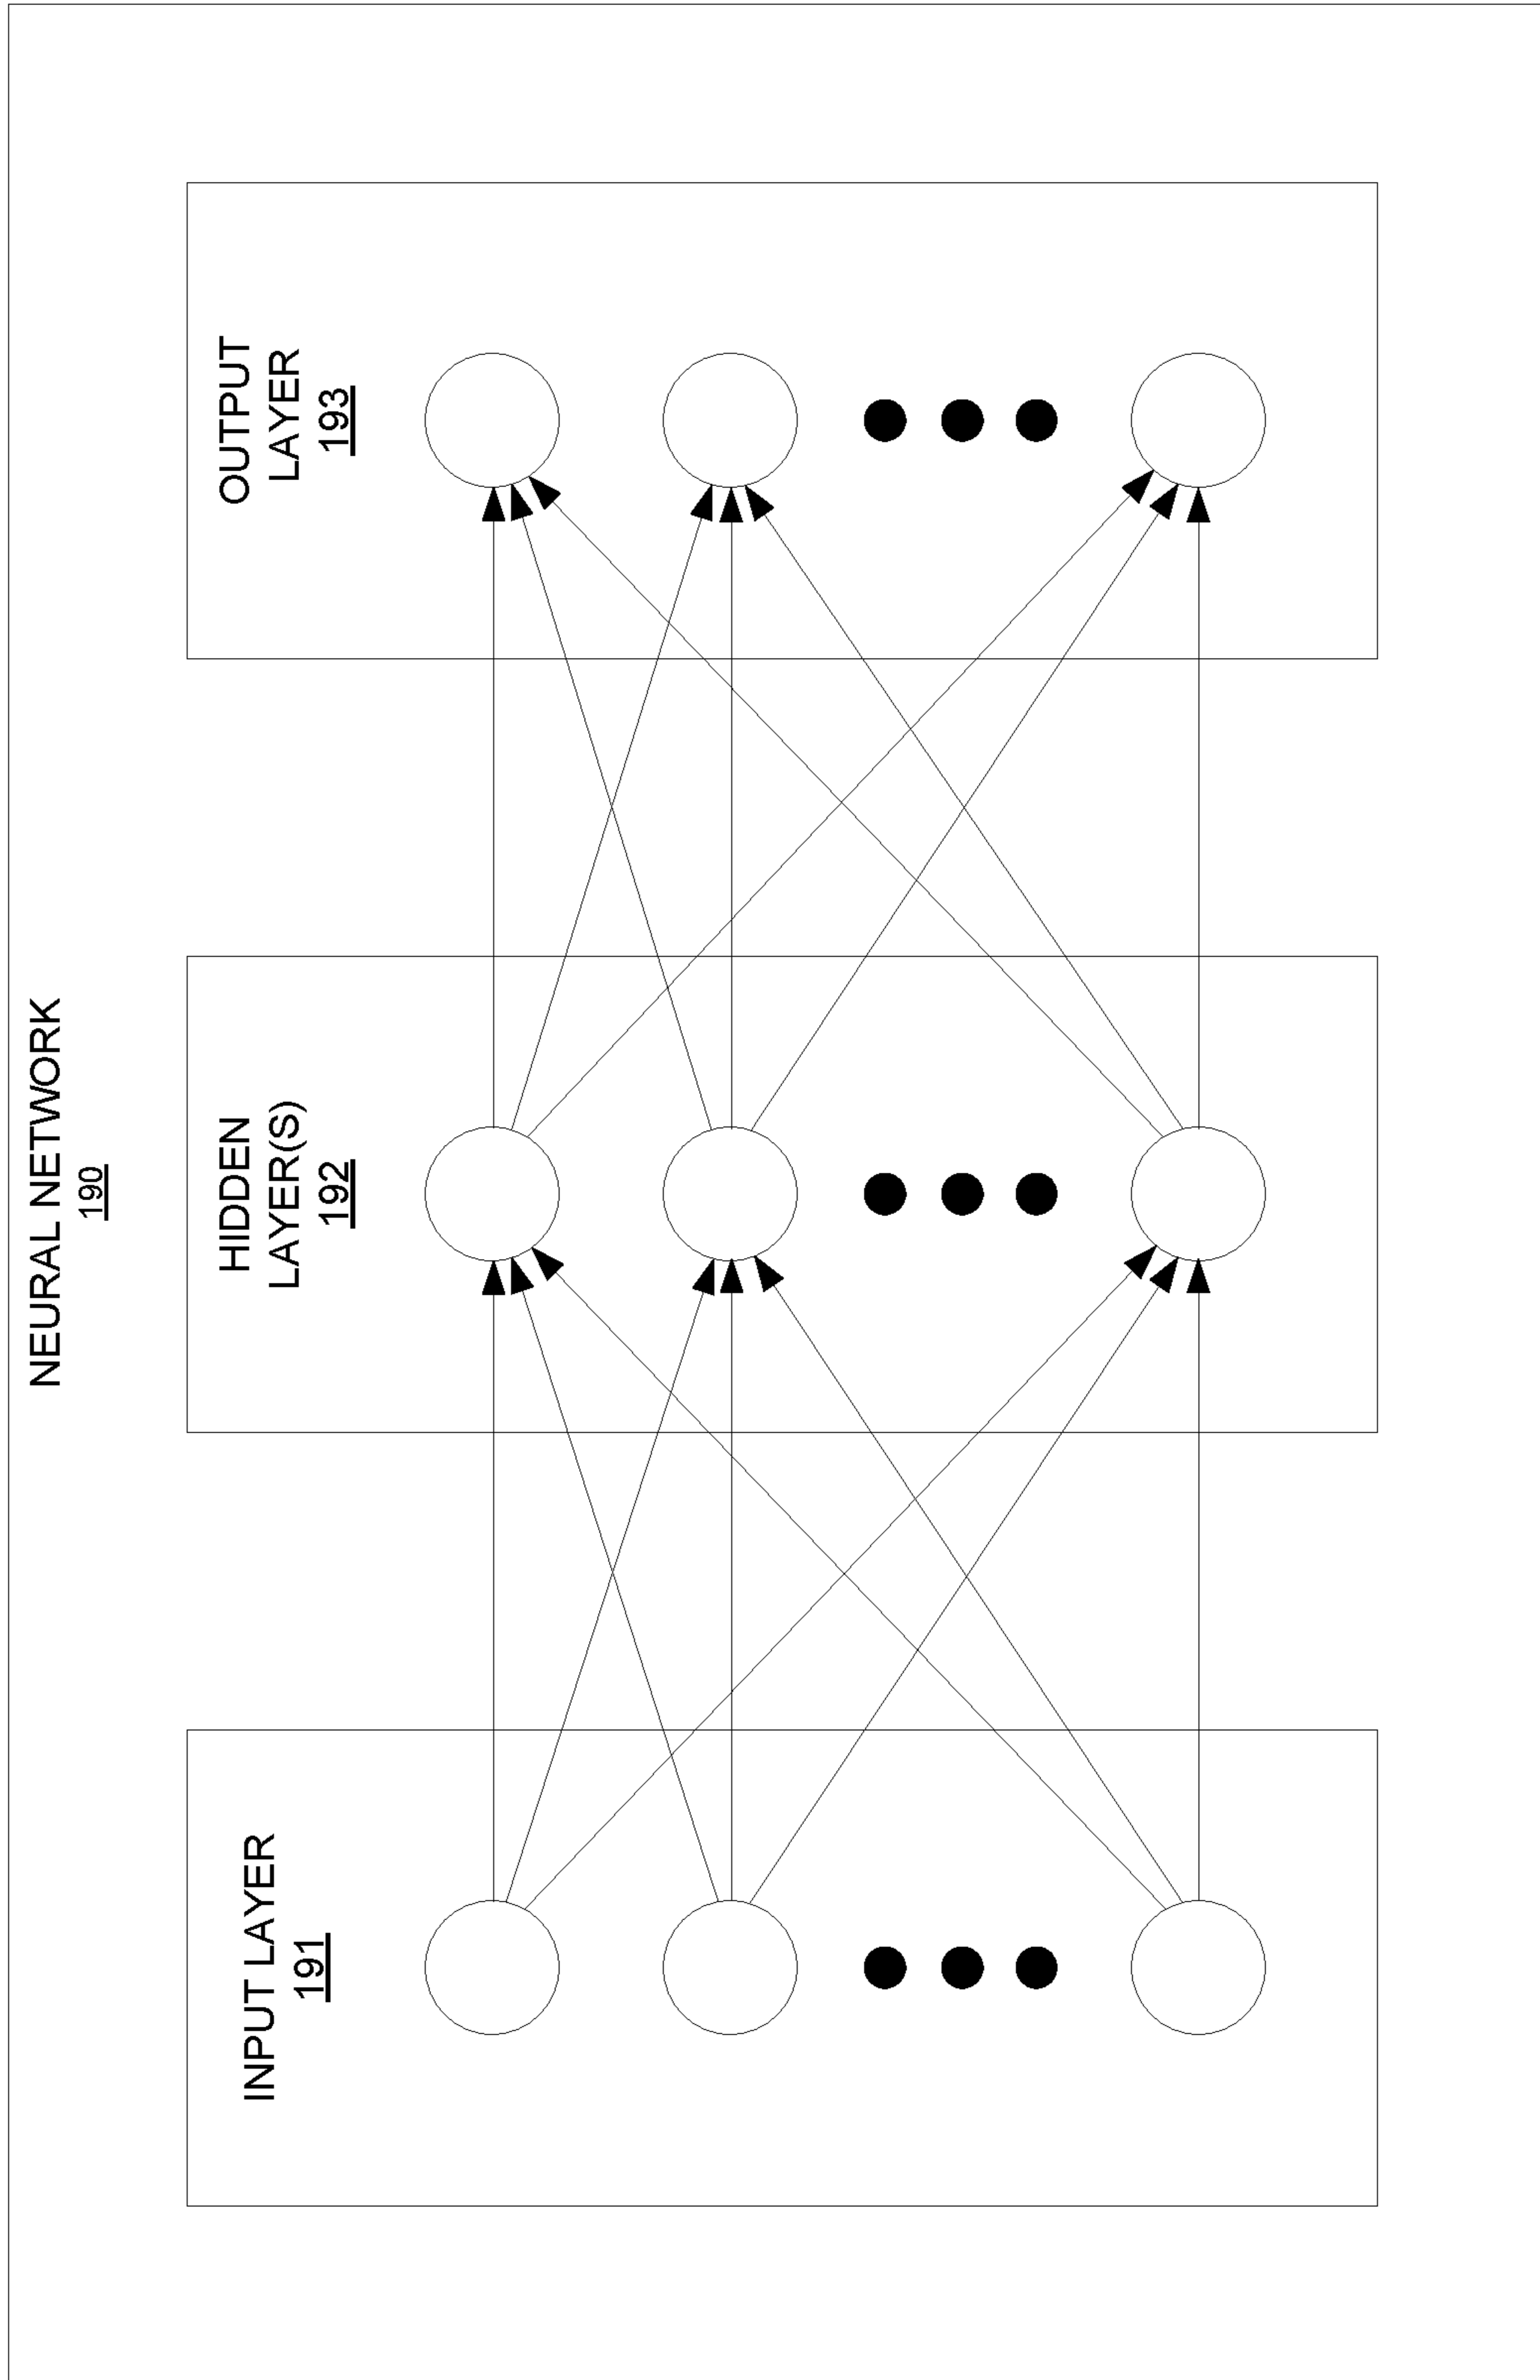 NEURAL NETWORK
190
INPUT LAYER
191
HIDDEN
LAYER(S)
192
OUTPUT
LAYER
193